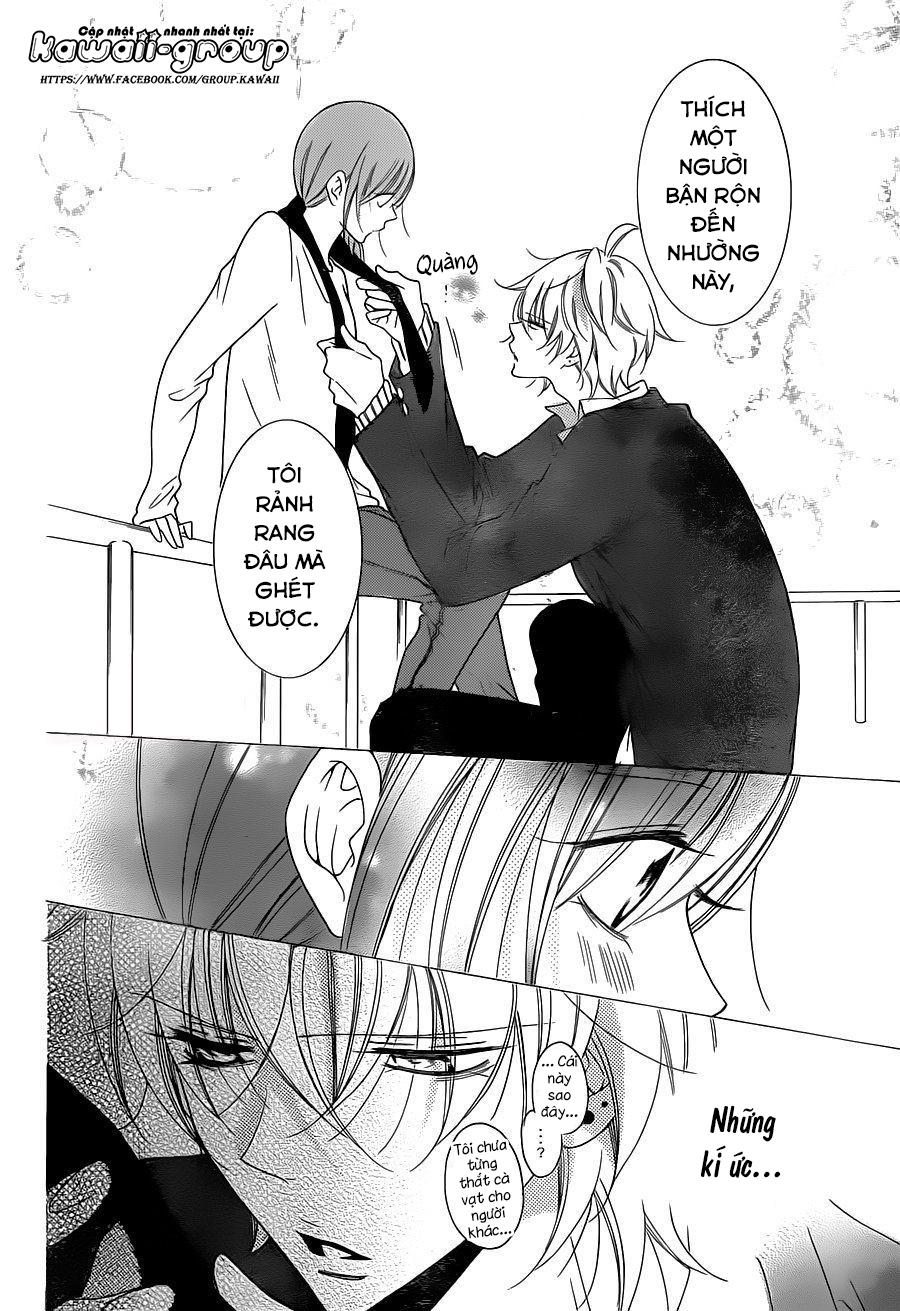 Cập nhật nhanh nhất tại:
kawaii-group
HTTPS://WWW.FACEBOOK.COM/GROUP.KAWAII
THÍCH
MỘT
NGƯỜI
BẬN RỘN
ĐẾN
NHƯỜNG
NÀY,
Quàng
TÔI
RẢNH
RANG
ĐÂU MÀ
GHÉT
ĐƯỢC.
... Cái
này
sao
đây...
....?
Tôi chưa
từng
thắt cà
vạt cho
người
khác...
Những
kí ức...